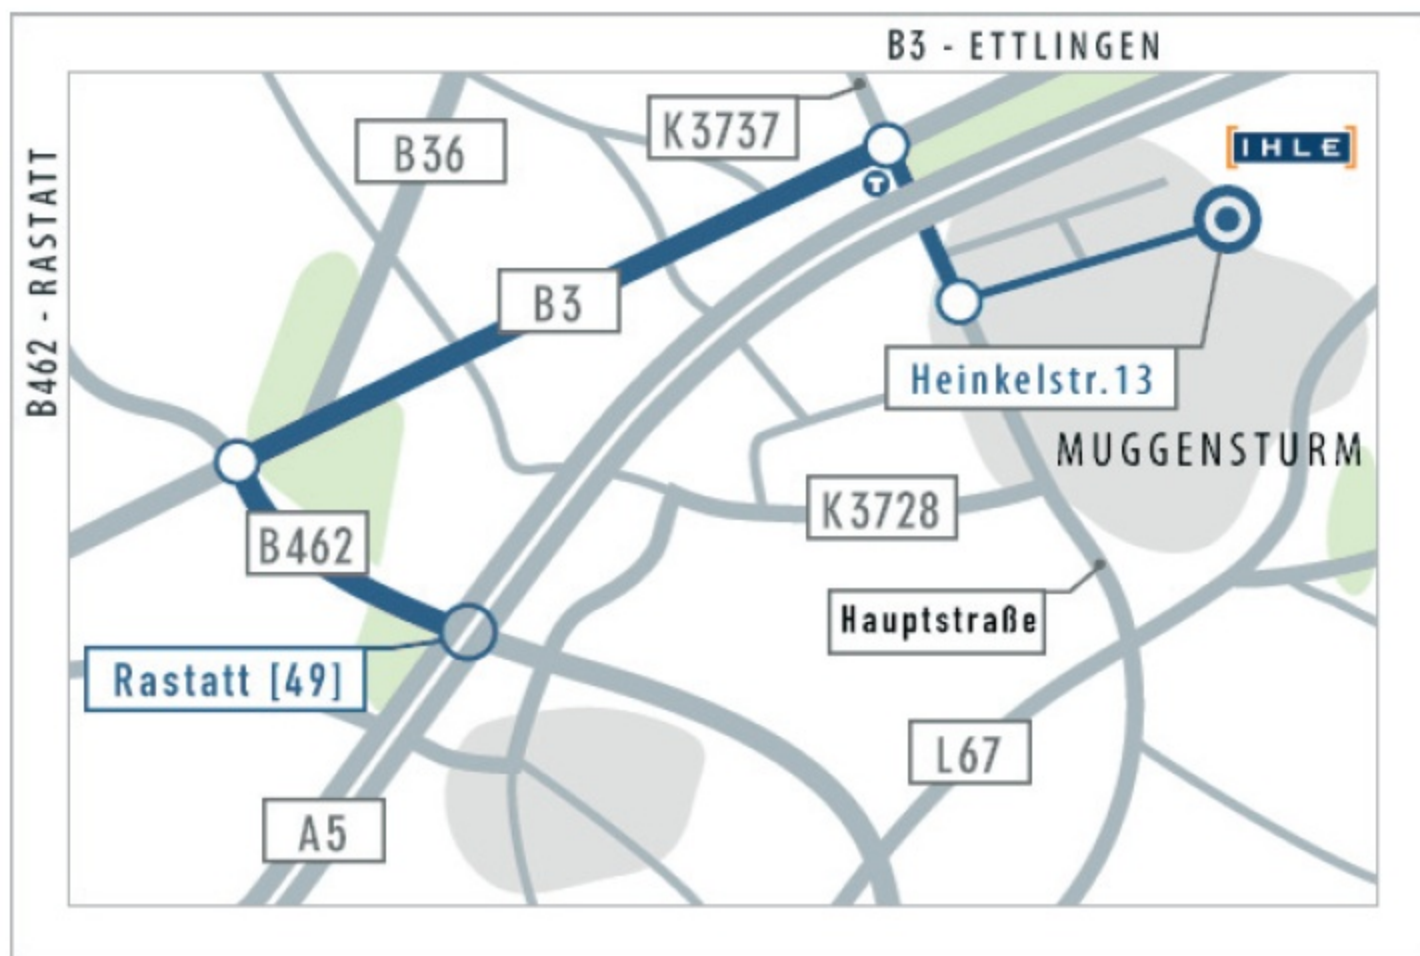 B3 - ETTLINGEN
B462 - RASTATT
K3737
B36
IHLE
T
B3
Heinkelstr.13
MUGGENSTURM
K3728
B462
Hauptstraße
Rastatt [49]
L67
A5